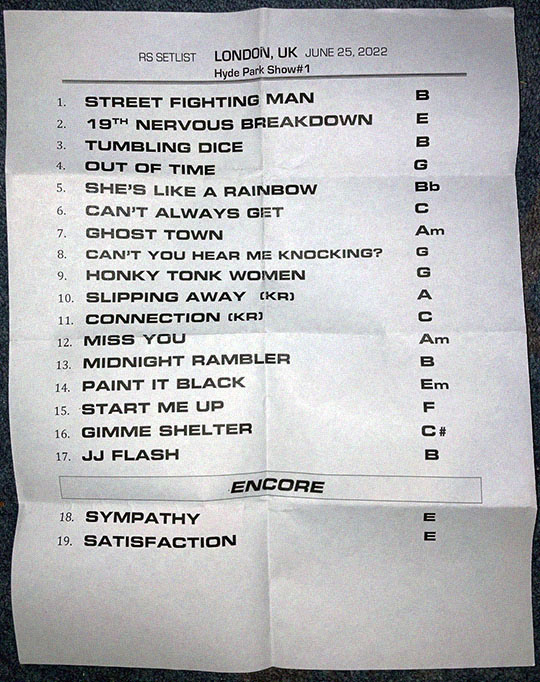 RS SETLIST LONDON, UK JUNE 25, 2022
Hyde Park Show#1
1. STREET FIGHTING MAN B
2. 19TH NERVOUS BREAKDOWN E
3. TUMBLING DICE B
4. OUT OF TIME G
5. SHE'S LIKE A RAINBOW Bb
6. CAN'T ALWAYS GET C
7. GHOST TOWN Am
8. CAN'T YOU HEAR ME KNOCKING? G
9. HONKY TONK WOMEN G
10. SLIPPING AWAY (KR) A
11. CONNECTION (KR) C
12. MISS YOU Am
13. MIDNIGHT RAMBLER B
14. PAINT IT BLACK Em
15. START ME UP F
16. GIMME SHELTER C#
17. JJ FLASH B
ENCORE
18. SYMPATHY E
19. SATISFACTION E